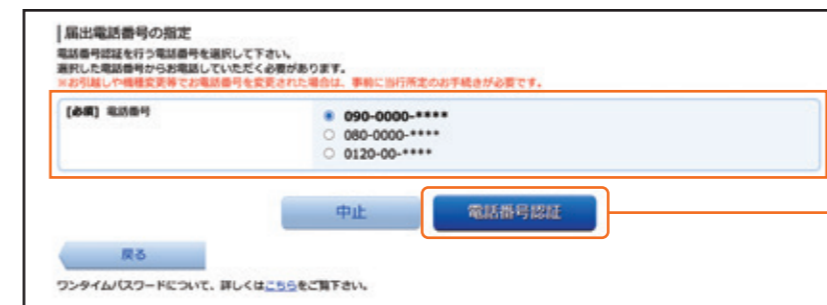 届出電話番号の指定
電話番号認証を行う電話番号を選択して下さい。
選択した電話番号からお電話していただく必要があります。
※お引越しや機種変更等でお電話番号を変更された場合は、事前に当行所定のお手続きが必要です。
[必須] 電話番号
090-0000-****
080-0000-****
0120-00-****
中止
電話番号認証
戻る
ワンタイムパスワードについて、詳しくはこちらをご覧下さい。